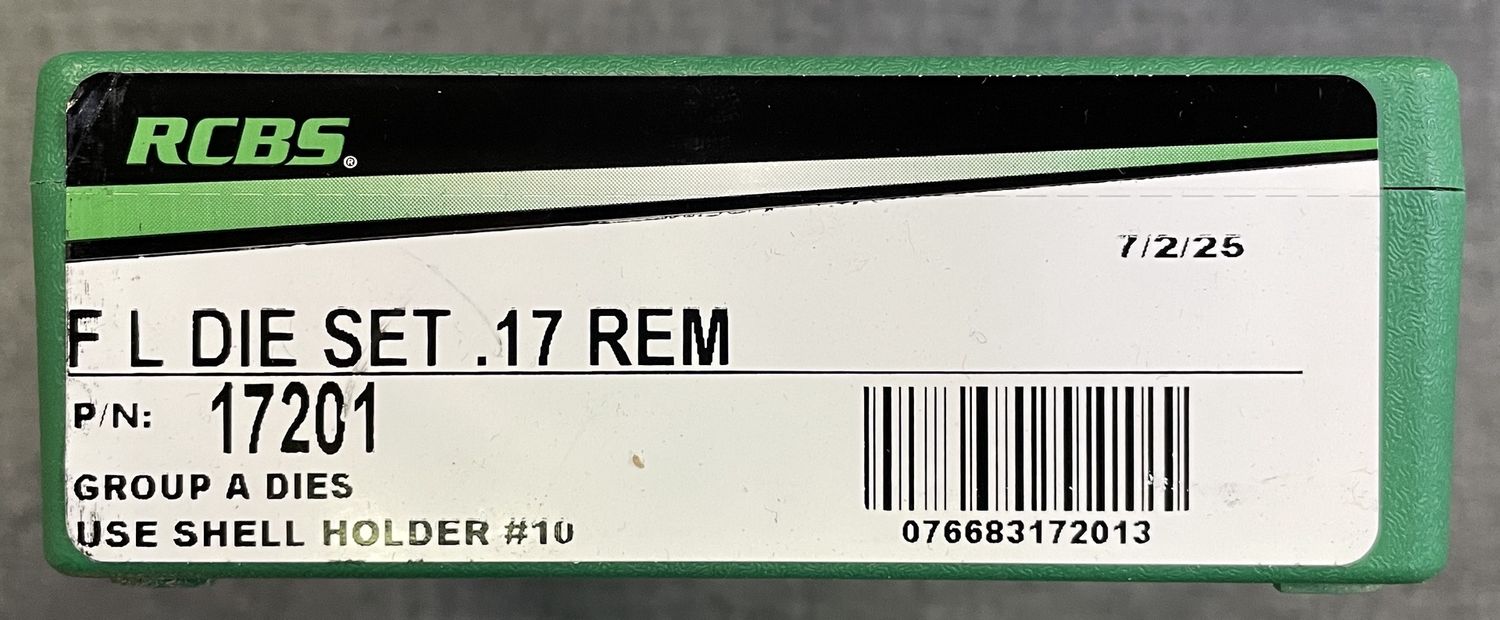 RCBS®
7/2/25
F L DIE SET .17 REM
P/N: 17201
GROUP A DIES
USE SHELL HOLDER #10
076683172013